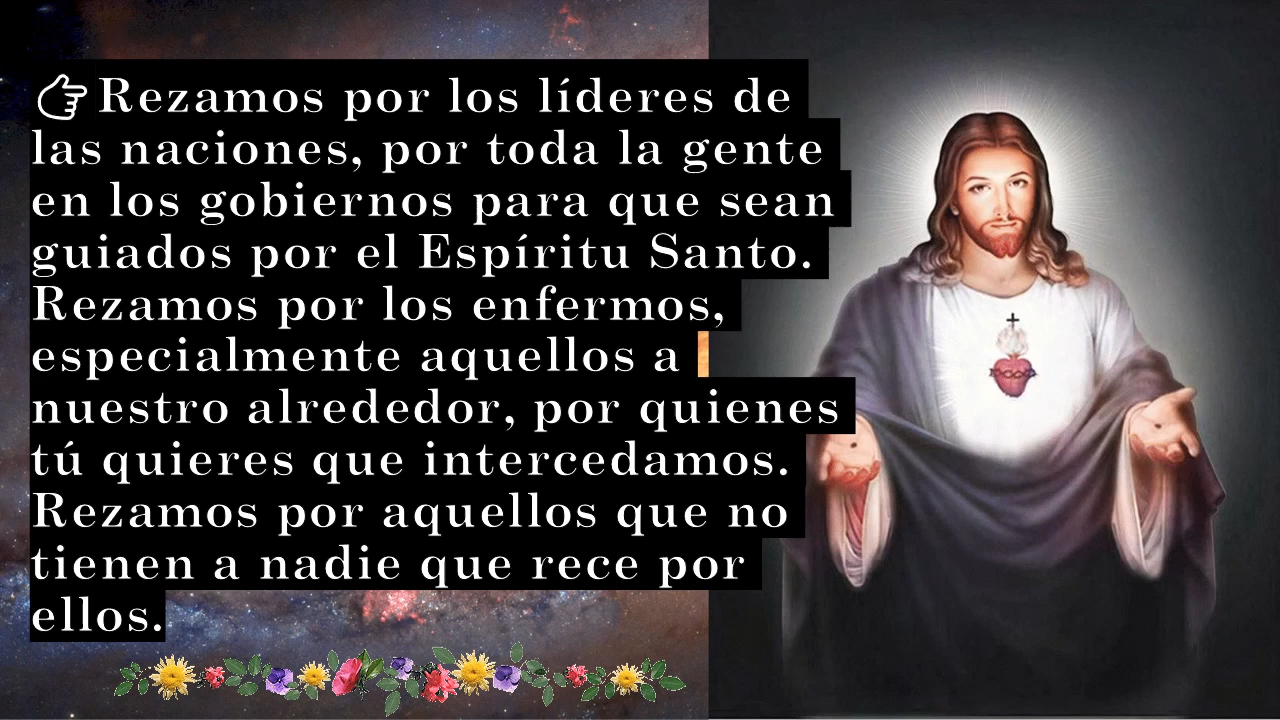 👉Rezamos por los líderes de
las naciones, por toda la gente
en los gobiernos para que sean
guiados por el Espíritu Santo.
Rezamos por los enfermos,
especialmente aquellos a
nuestro alrededor, por quienes
tú quieres que intercedamos.
Rezamos por aquellos que no
tienen a nadie que rece por
ellos.